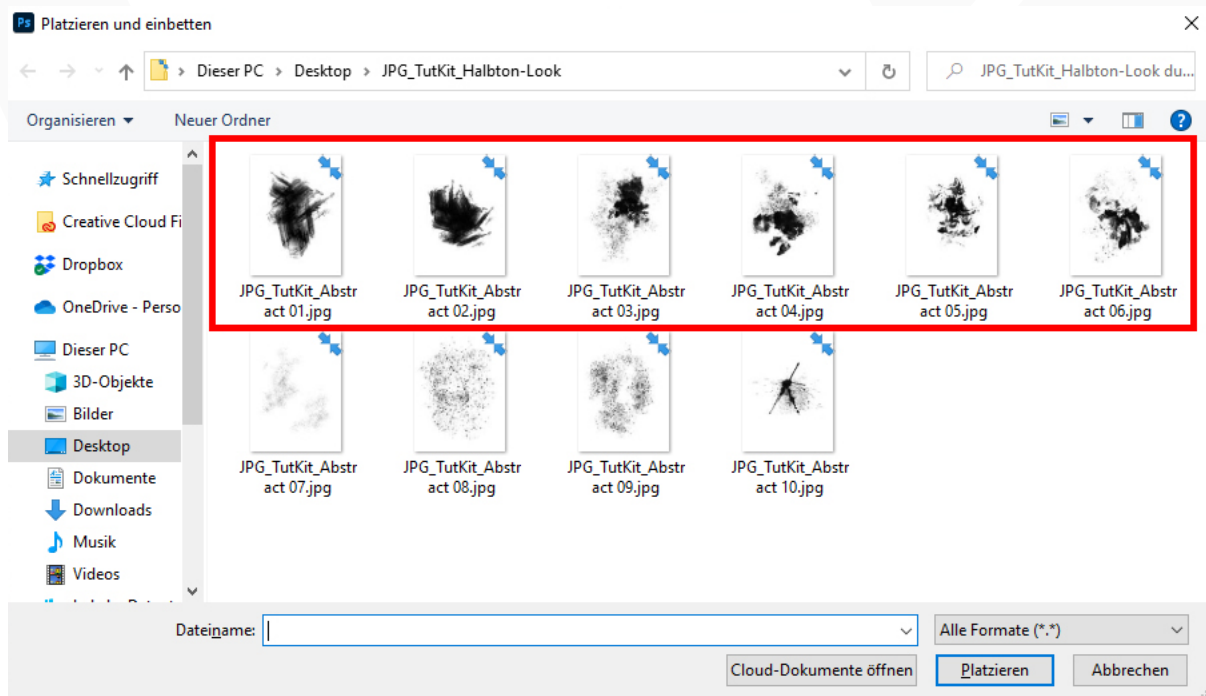 Ps Platzieren und einbetten
Dieser PC > Desktop > JPG_TutKit_Halbton-Look
JPG_TutKit_Halbton-Look du...
Organisieren
Neuer Ordner
?
Schnellzugriff
Creative Cloud Fi
Dropbox
OneDrive - Perso
Dieser PC
3D-Objekte
Bilder
Desktop
Dokumente
Downloads
Musik
Videos
JPG_TutKit_Abstr
act 01.jpg
JPG_TutKit_Abstr
act 02.jpg
JPG_TutKit_Abstr
act 03.jpg
JPG_TutKit_Abstr
act 04.jpg
JPG_TutKit_Abstr
act 05.jpg
JPG_TutKit_Abstr
act 06.jpg
JPG_TutKit_Abstr
act 07.jpg
JPG_TutKit_Abstr
act 08.jpg
JPG_TutKit_Abstr
act 09.jpg
JPG_TutKit_Abstr
act 10.jpg
Dateiname:
Alle Formate (*.*)
Cloud-Dokumente öffnen
Platzieren
Abbrechen